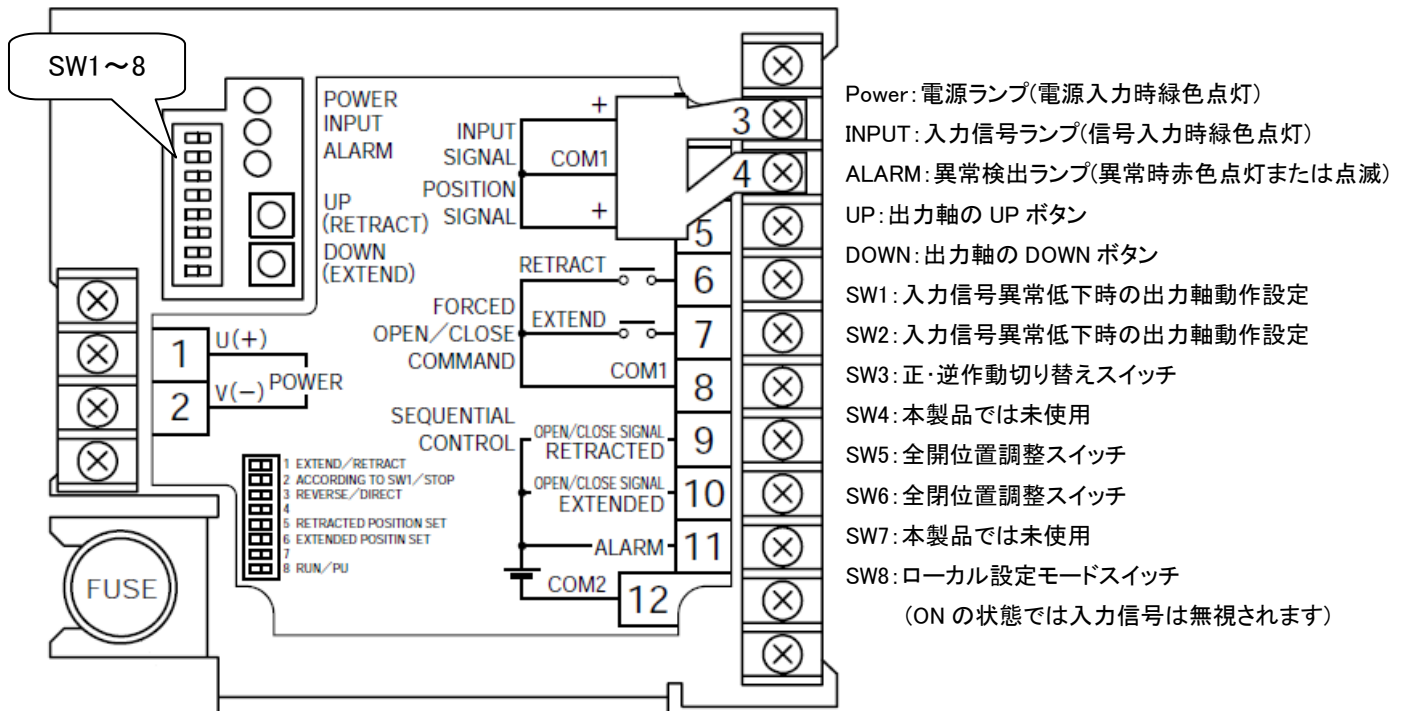 SW1～8
POWER
INPUT
ALARM
UP
(RETRACT)
DOWN
(EXTEND)
INPUT
SIGNAL
POSITION
SIGNAL
+
COM1
+
3
4
5
RETRACT
6
FORCED
OPEN／CLOSE
COMMAND
EXTEND
7
COM1
8
1
U(+)
2
V(−)
POWER
SEQUENTIAL
CONTROL
OPEN/CLOSE SIGNAL
RETRACTED
9
OPEN/CLOSE SIGNAL
EXTENDED
10
ALARM
11
COM2
12
1 EXTEND／RETRACT
2 ACCORDING TO SW1／STOP
3 REVERSE／DIRECT
4
5 RETRACTED POSITION SET
6 EXTENDED POSITIN SET
7
8 RUN／PU
FUSE
Power：電源ランプ(電源入力時緑色点灯)
INPUT：入力信号ランプ(信号入力時緑色点灯)
ALARM：異常検出ランプ(異常時赤色点灯または点滅)
UP：出力軸の UP ボタン
DOWN：出力軸の DOWN ボタン
SW1：入力信号異常低下時の出力軸動作設定
SW2：入力信号異常低下時の出力軸動作設定
SW3：正・逆作動切り替えスイッチ
SW4：本製品では未使用
SW5：全開位置調整スイッチ
SW6：全閉位置調整スイッチ
SW7：本製品では未使用
SW8：ローカル設定モードスイッチ
(ON の状態では入力信号は無視されます)